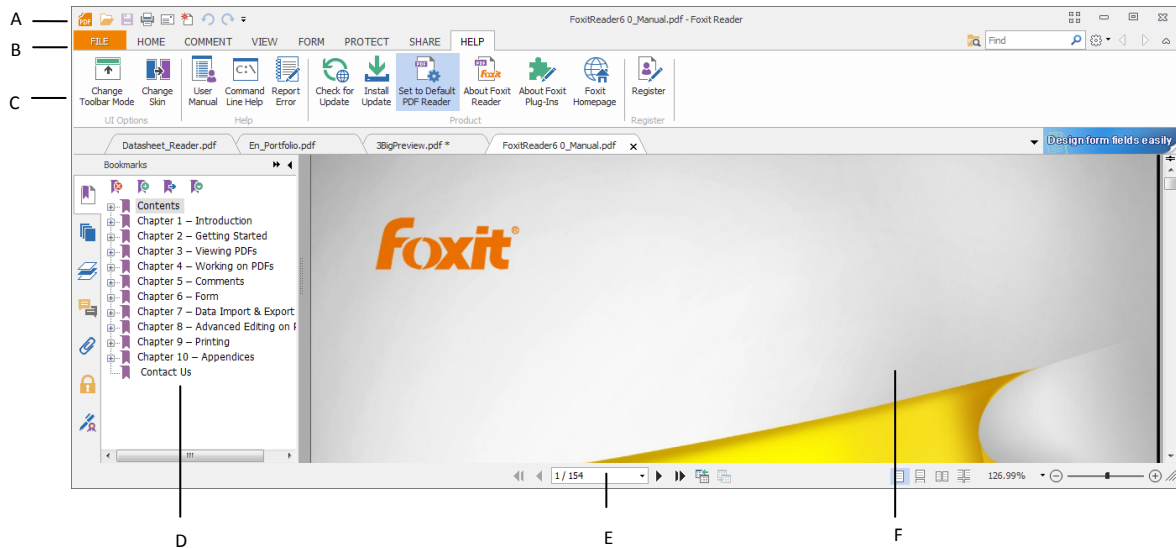 A
PDF
FoxitReader6 0_Manual.pdf - Foxit Reader
B
FILE HOME COMMENT VIEW FORM PROTECT SHARE HELP
Find
C
C:\
PDF
PDF
Foxit
Change Toolbar Mode
Change Skin
User Manual
Command Line Help
Report Error
Check for Update
Install Update
Set to Default PDF Reader
About Foxit Reader
About Foxit Plug-Ins
Foxit Homepage
Register
UI Options
Help
Product
Register
Datasheet_Reader.pdf
En_Portfolio.pdf
3BigPreview.pdf *
FoxitReader6 0_Manual.pdf x
Design form fields easily
Bookmarks
Contents
Chapter 1 – Introduction
Chapter 2 – Getting Started
Chapter 3 – Viewing PDFs
Chapter 4 – Working on PDFs
Chapter 5 – Comments
Chapter 6 – Form
Chapter 7 – Data Import & Export
Chapter 8 – Advanced Editing on
Chapter 9 – Printing
Chapter 10 – Appendices
Contact Us
foxit®
1 / 154
126.99%
D
E
F